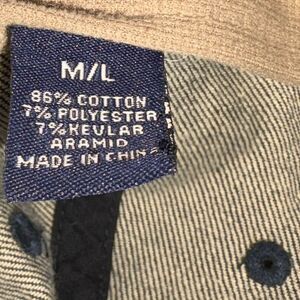 M/L
86% COTTON
7% POLYESTER
7% KEVLAR
ARAMID
MADE IN CHINA